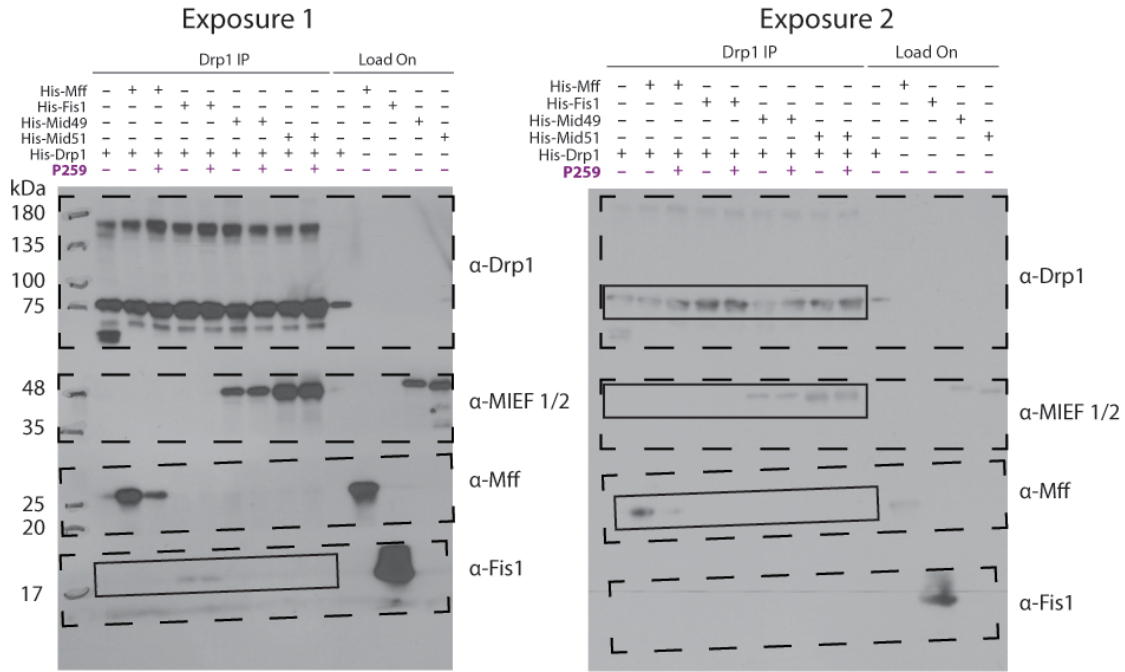 Exposure 1
Drp1 IP Load On
His-Mff − + + − − − − − − − + − − −
His-Fis1 − − − + + − − − − − − + − −
His-Mid49 − − − − − + + − − − − − + −
His-Mid51 − − − − − − − + + − − − − +
His-Drp1 + + + + + + + + + + − − − −
P259 − − + − + − + − + − − − − −
kDa
180
135
100
75
48
35
25
20
17
α-Drp1
α-MIEF 1/2
α-Mff
α-Fis1
Exposure 2
Drp1 IP Load On
His-Mff − + + − − − − − − − + − − −
His-Fis1 − − − + + − − − − − − + − −
His-Mid49 − − − − − + + − − − − − + −
His-Mid51 − − − − − − − + + − − − − +
His-Drp1 + + + + + + + + + + − − − −
P259 − − + − + − + − + − − − − −
α-Drp1
α-MIEF 1/2
α-Mff
α-Fis1